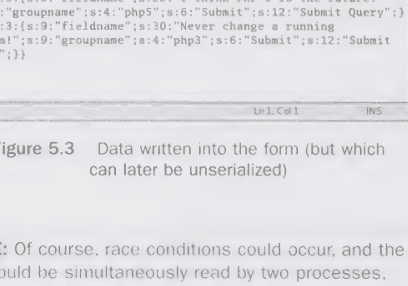 :"groupname";s:4:"php5";s:6:"Submit";s:12:"Submit Query";}
:3:{s:9:"fieldname";s:30:"Never change a running
m!";s:9:"groupname";s:4:"php3";s:6:"Submit";s:12:"Submit
";}}
Ln 1, Col 1 INS
igure 5.3 Data written into the form (but which
can later be unserialized)
: Of course, race conditions could occur, and the
ould be simultaneously read by two processes,